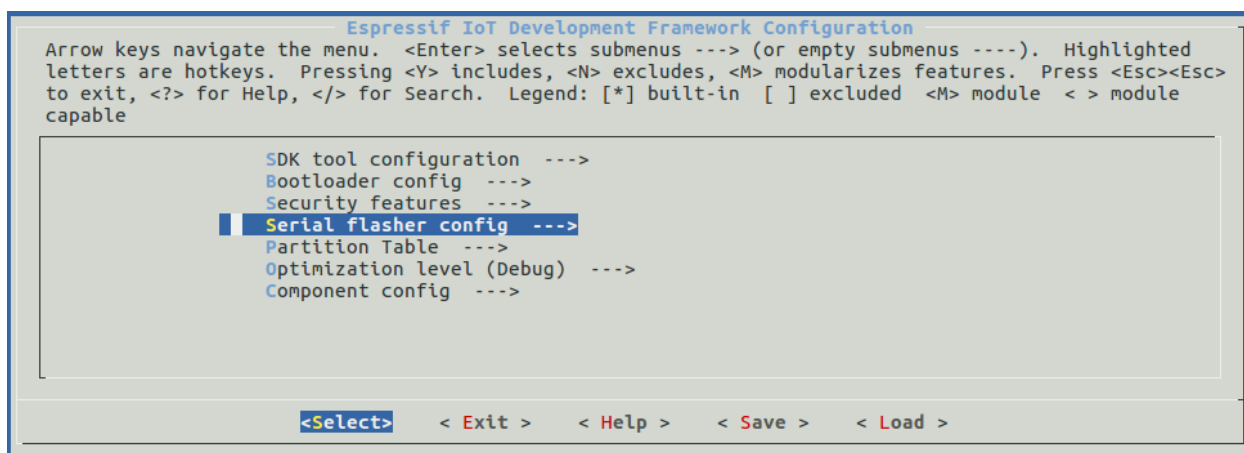 Espressif IoT Development Framework Configuration
Arrow keys navigate the menu.  <Enter> selects submenus ---> (or empty submenus ----).  Highlighted
letters are hotkeys.  Pressing <Y> includes, <N> excludes, <M> modularizes features.  Press <Esc><Esc>
to exit, <?> for Help, </> for Search.  Legend: [*] built-in  [ ] excluded  <M> module  < > module
capable
SDK tool configuration  --->
Bootloader config  --->
Security features  --->
Serial flasher config  --->
Partition Table  --->
Optimization level (Debug)  --->
Component config  --->
<Select>    < Exit >    < Help >    < Save >    < Load >